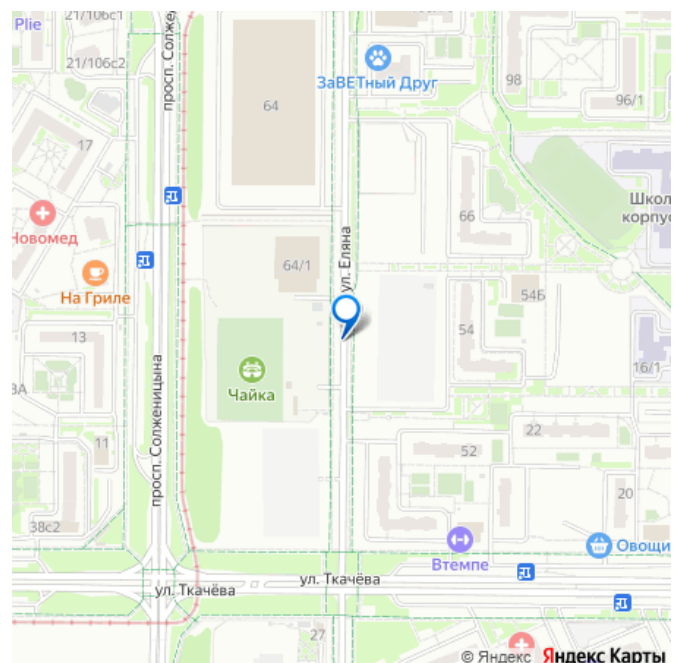 Plie
21/106с2
21/106с2
просп. Солже
64
ЗаВЕТный Друг
98
96/1
17
Школ
корпус
66
Новомед
ул. Еляна
64/1
На Гриле
54Б
13
54
16/1
Чайка
просп. Солженицына
11
22
52
20
38с2
Втемпе
Овощи
ул. Ткачёва
ул. Ткачёва
27
© Яндекс Яндекс Карты